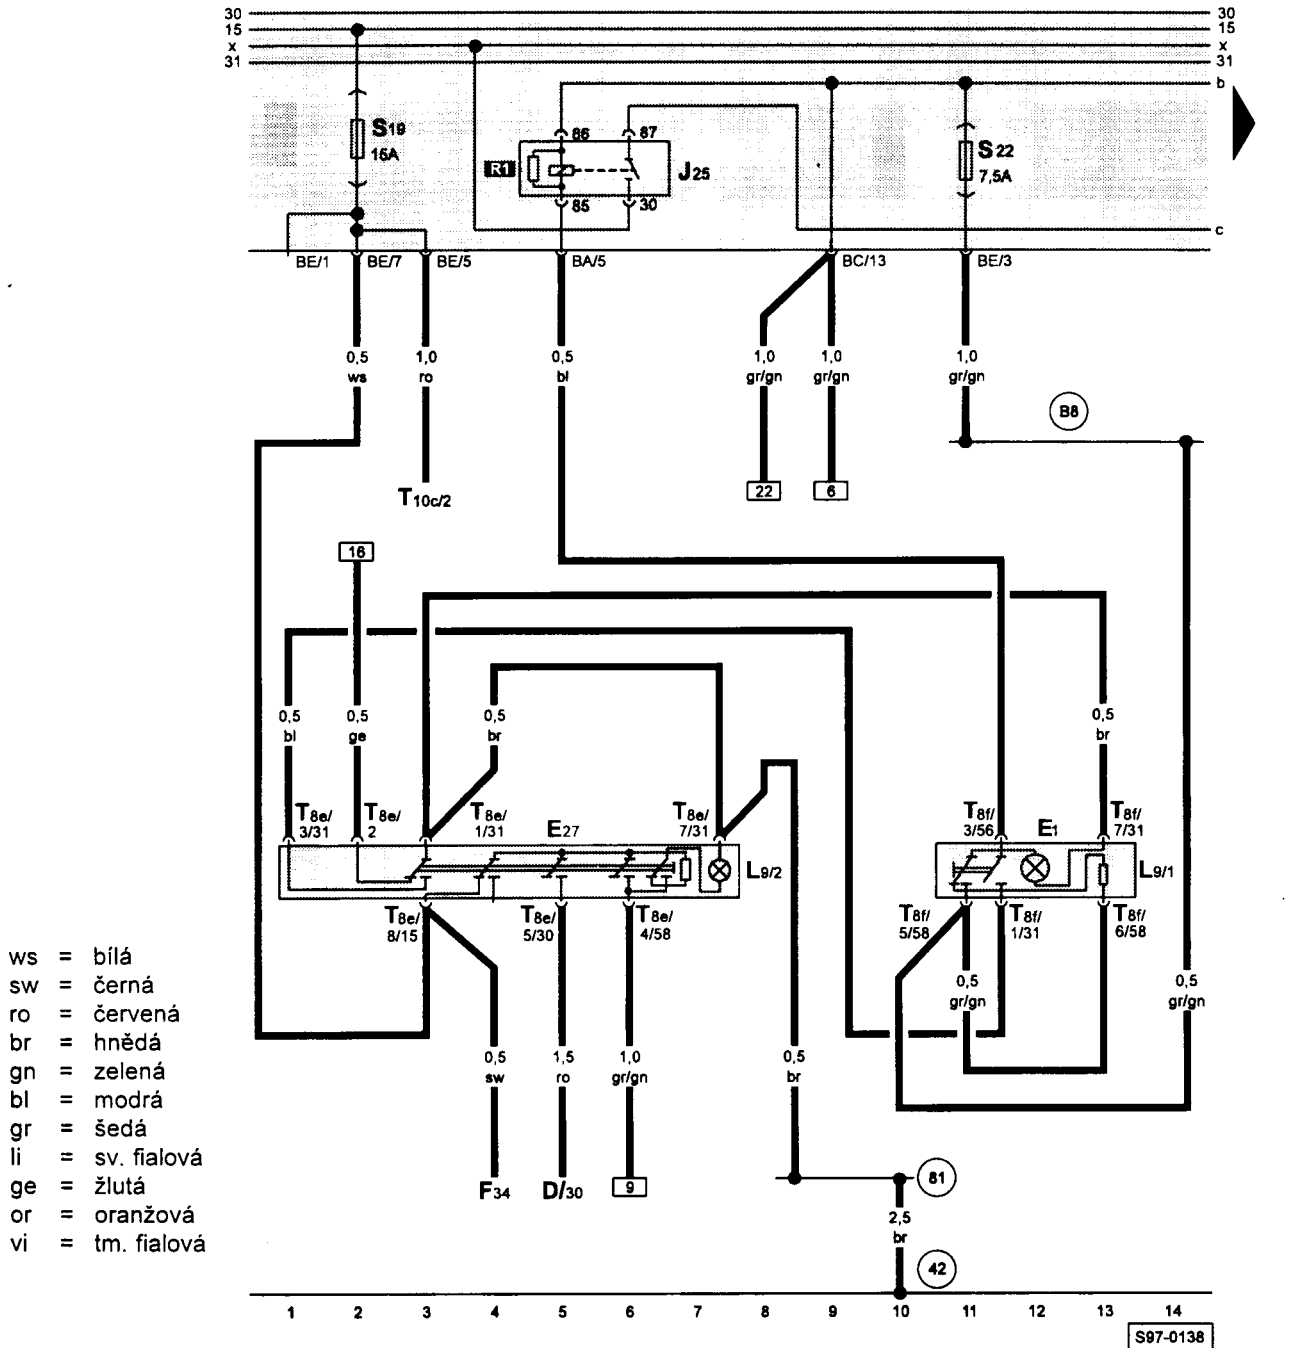 30 30
15 15
x x
31 31
b
S19
15A
86 87
R1
J25
85 30
S22
7,5A
c
BE/1 BE/7 BE/5 BA/5 BC/13 BE/3
0,5 1,0 0,5 1,0 1,0 1,0
ws ro bl gr/gn gr/gn gr/gn
B8
T10c/2
22 6
16
0,5 0,5 0,5 0,5
bl ge br br
T8e/ T8e/ T8e/ T8e/ T8f/ T8f/
3/31 2 1/31 7/31 3/56 7/31
E27 E1
L9/2 L9/1
T8e/ T8e/ T8e/ T8f/ T8f/ T8f/
8/15 5/30 4/58 5/58 1/31 6/58
0,5 0,5
gr/gn gr/gn
0,5 1,5 1,0 0,5
sw ro gr/gn br
F34 D/30 9
81
2,5
br
42
ws = bílá
sw = černá
ro = červená
br = hnědá
gn = zelená
bl = modrá
gr = šedá
li = sv. fialová
ge = žlutá
or = oranžová
vi = tm. fialová
1 2 3 4 5 6 7 8 9 10 11 12 13 14
S97-0138